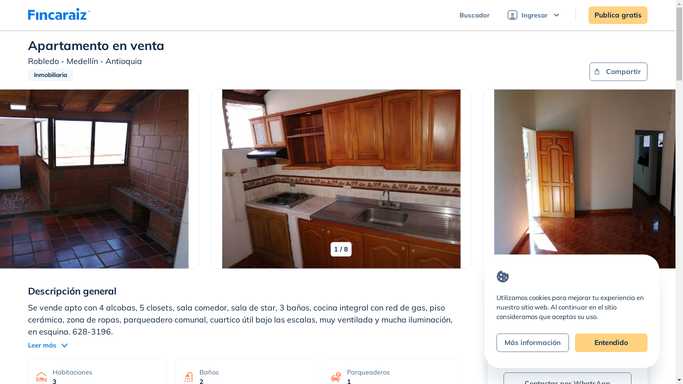 Fincaraiz
Buscador
Ingresar
Publica gratis
Apartamento en venta
Robledo - Medellín - Antioquia
Inmobiliaria
Compartir
1 / 8
Descripción general
Se vende apto con 4 alcobas, 5 closets, sala comedor, sala de star, 3 baños, cocina integral con red de gas, piso
cerámica, zona de ropas, parqueadero comunal, cuartico útil bajo las escalas, muy ventilada y mucha iluminación,
en esquina. 628-3196.
Leer más
Habitaciones
3
Baños
2
Parqueaderos
1
Utilizamos cookies para mejorar tu experiencia en
nuestro sitio web. Al continuar en el sitio
consideramos que aceptas su uso.
Más información
Entendido
Contactar por WhatsApp